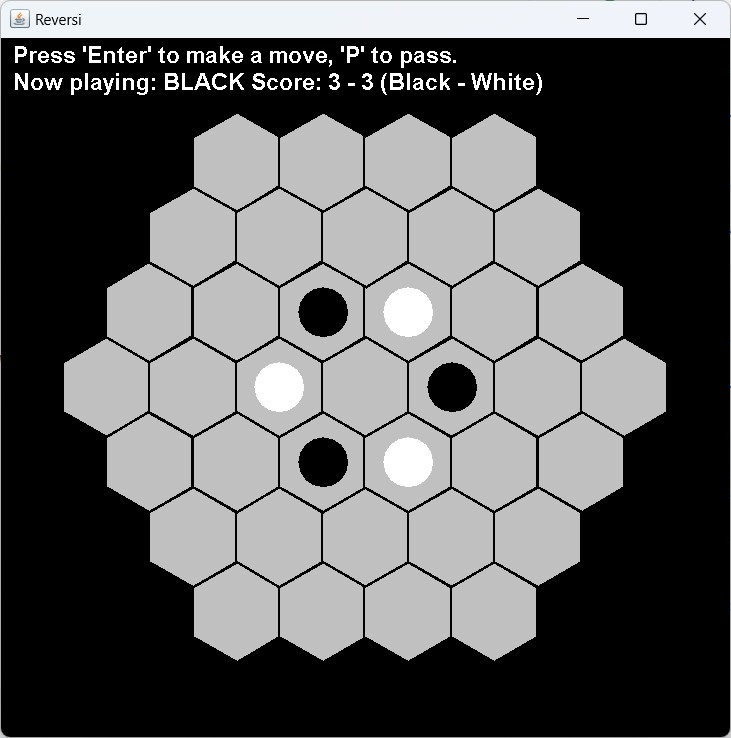 Reversi
Press 'Enter' to make a move, 'P' to pass.
Now playing: BLACK Score: 3 - 3 (Black - White)